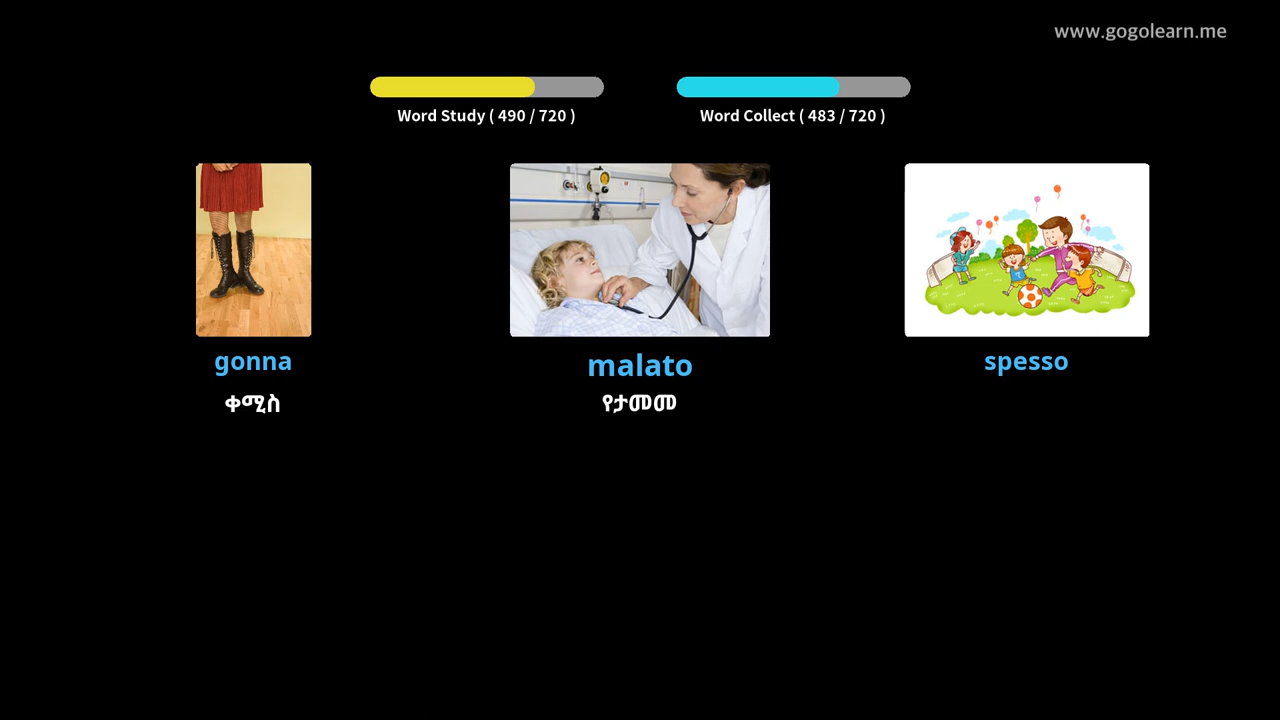 www.gogolearn.me
Word Study ( 490 / 720 )
Word Collect ( 483 / 720 )
gonna
malato
spesso
ቀሚስ
የታመመ